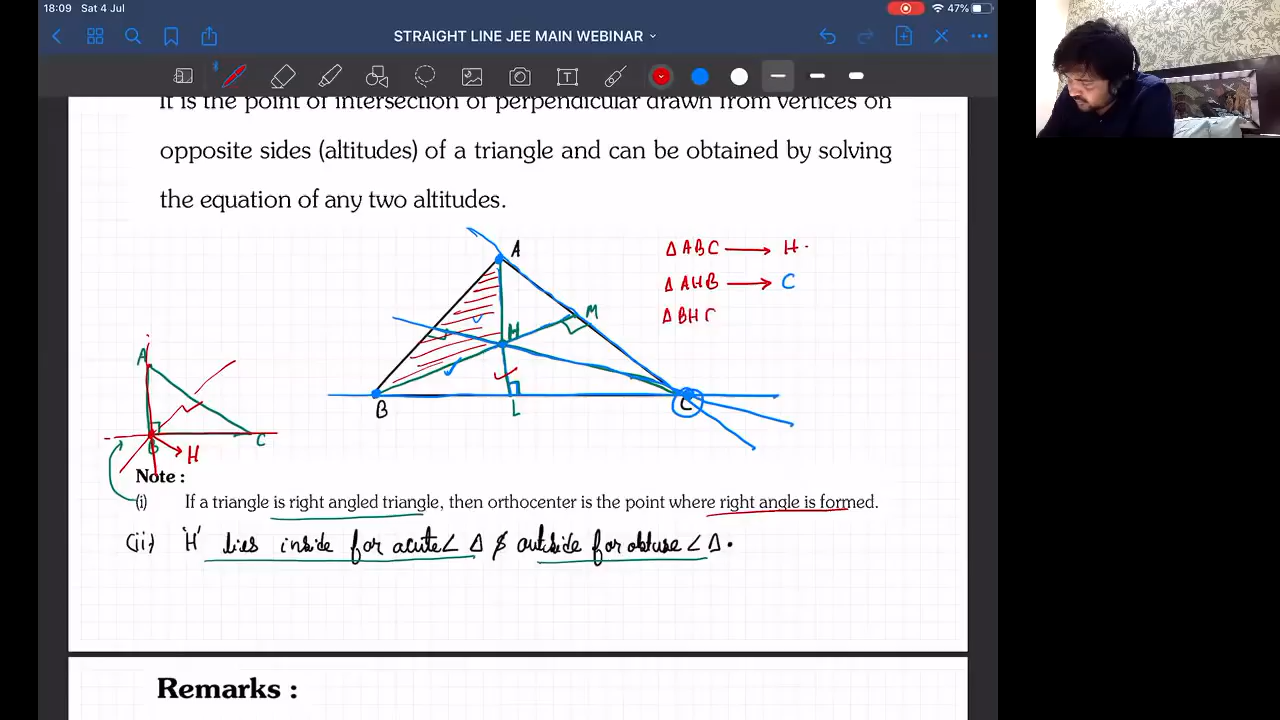 18:09 Sat 4 Jul
47%
STRAIGHT LINE JEE MAIN WEBINAR
It is the point of intersection of perpendicular drawn from vertices on
opposite sides (altitudes) of a triangle and can be obtained by solving
the equation of any two altitudes.
A
H
M
B
L
C
Δ ABC → H
Δ AHB → C
Δ BHC
A
B
C
H
Note :
(i) If a triangle is right angled triangle, then orthocenter is the point where right angle is formed.
(ii) 'H' lies inside for acute∠ Δ & outside for obtuse∠ Δ.
Remarks :